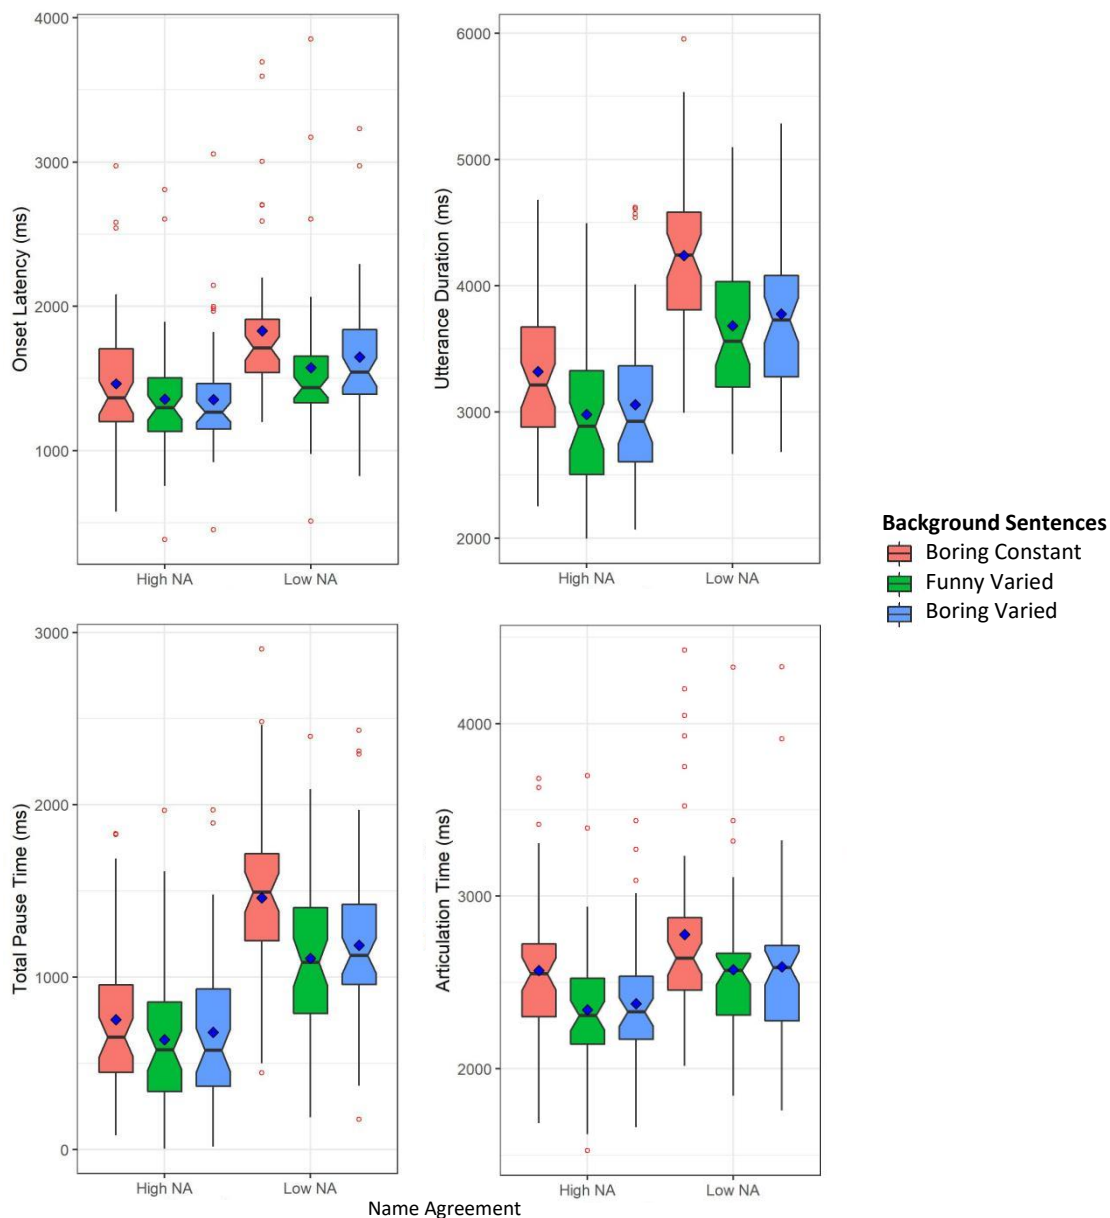 4000
3000
2000
1000
Onset Latency (ms)
High NA
Low NA
6000
5000
4000
3000
2000
Utterance Duration (ms)
High NA
Low NA
Background Sentences
Boring Constant
Funny Varied
Boring Varied
3000
2000
1000
0
Total Pause Time (ms)
High NA
Low NA
4000
3000
2000
Articulation Time (ms)
High NA
Low NA
Name Agreement